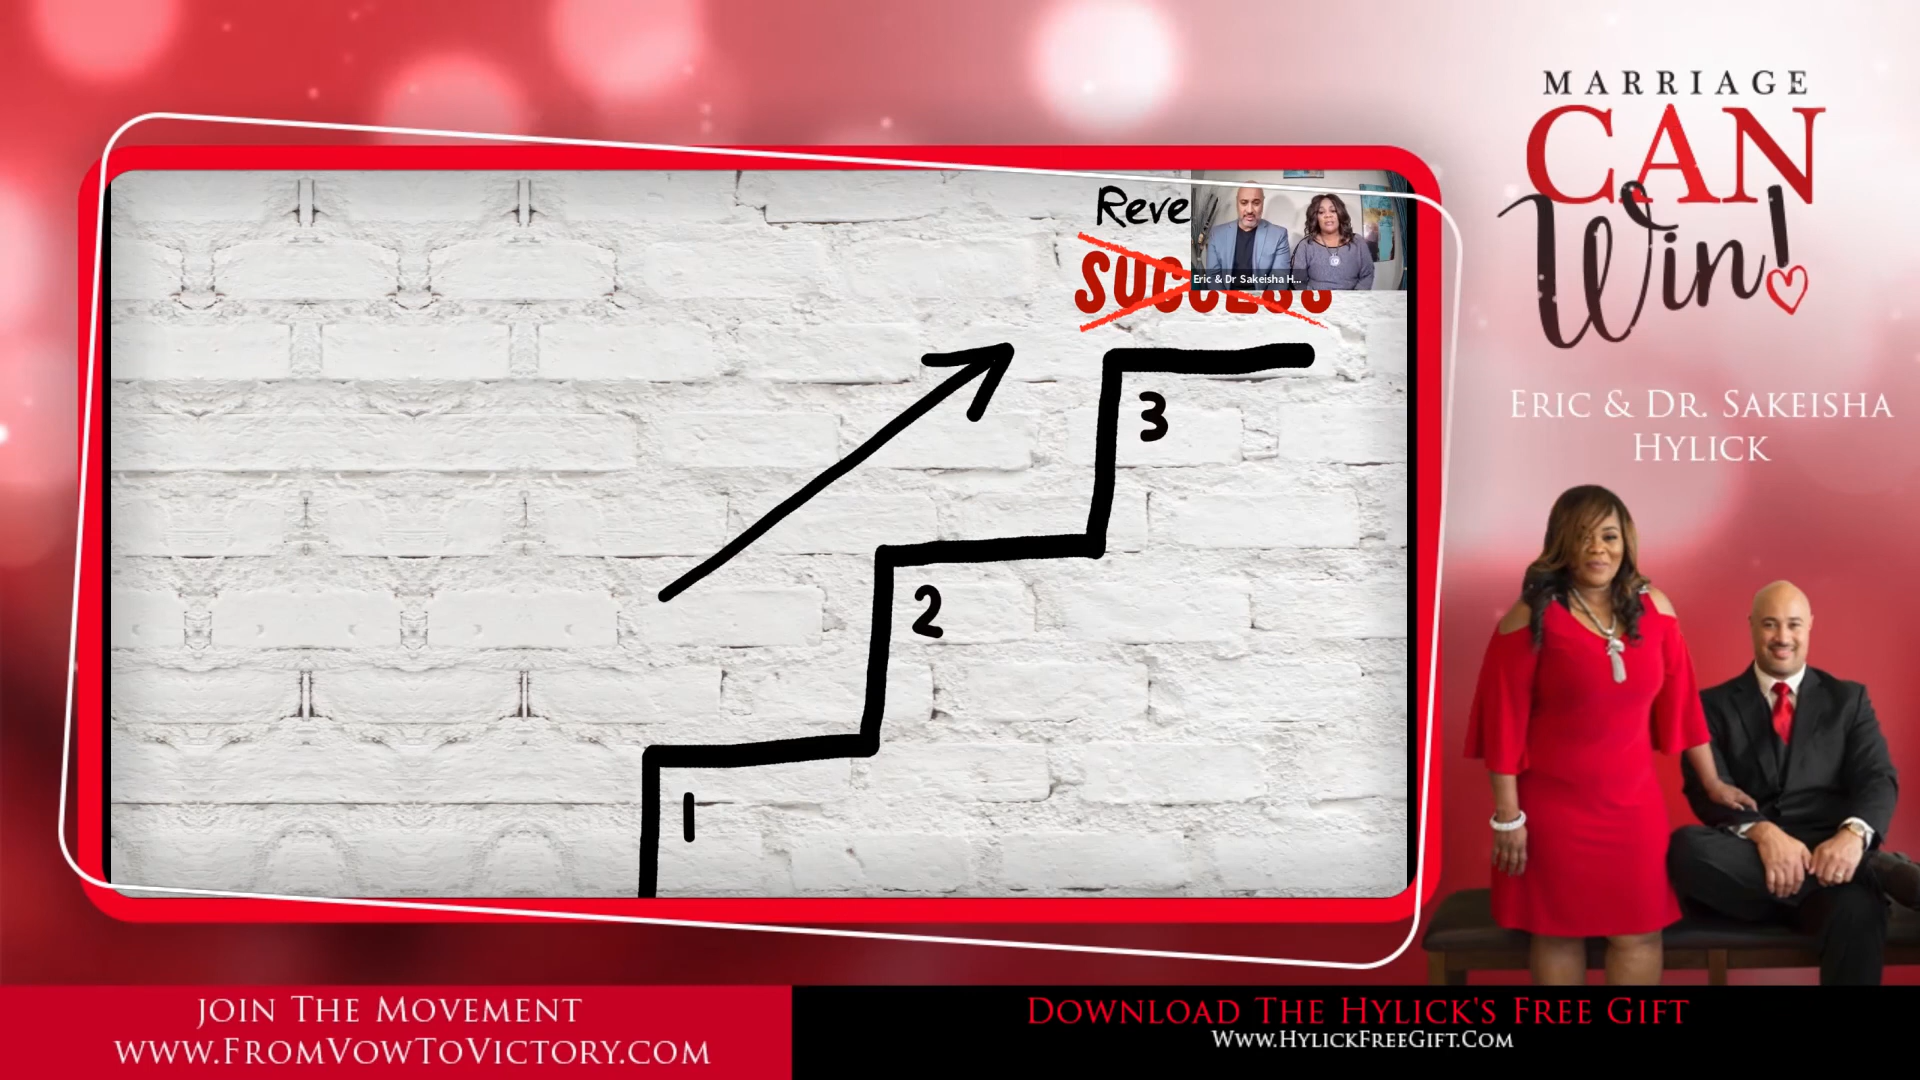 MARRIAGE
CAN
Win!
ERIC & DR. SAKEISHA
HYLICK
Reve
SUCCESS
Eric & Dr Sakeisha H...
3
2
1
JOIN THE MOVEMENT
WWW.FROMVOWTOVICTORY.COM
DOWNLOAD THE HYLICK'S FREE GIFT
WWW.HYLICKFREEGIFT.COM